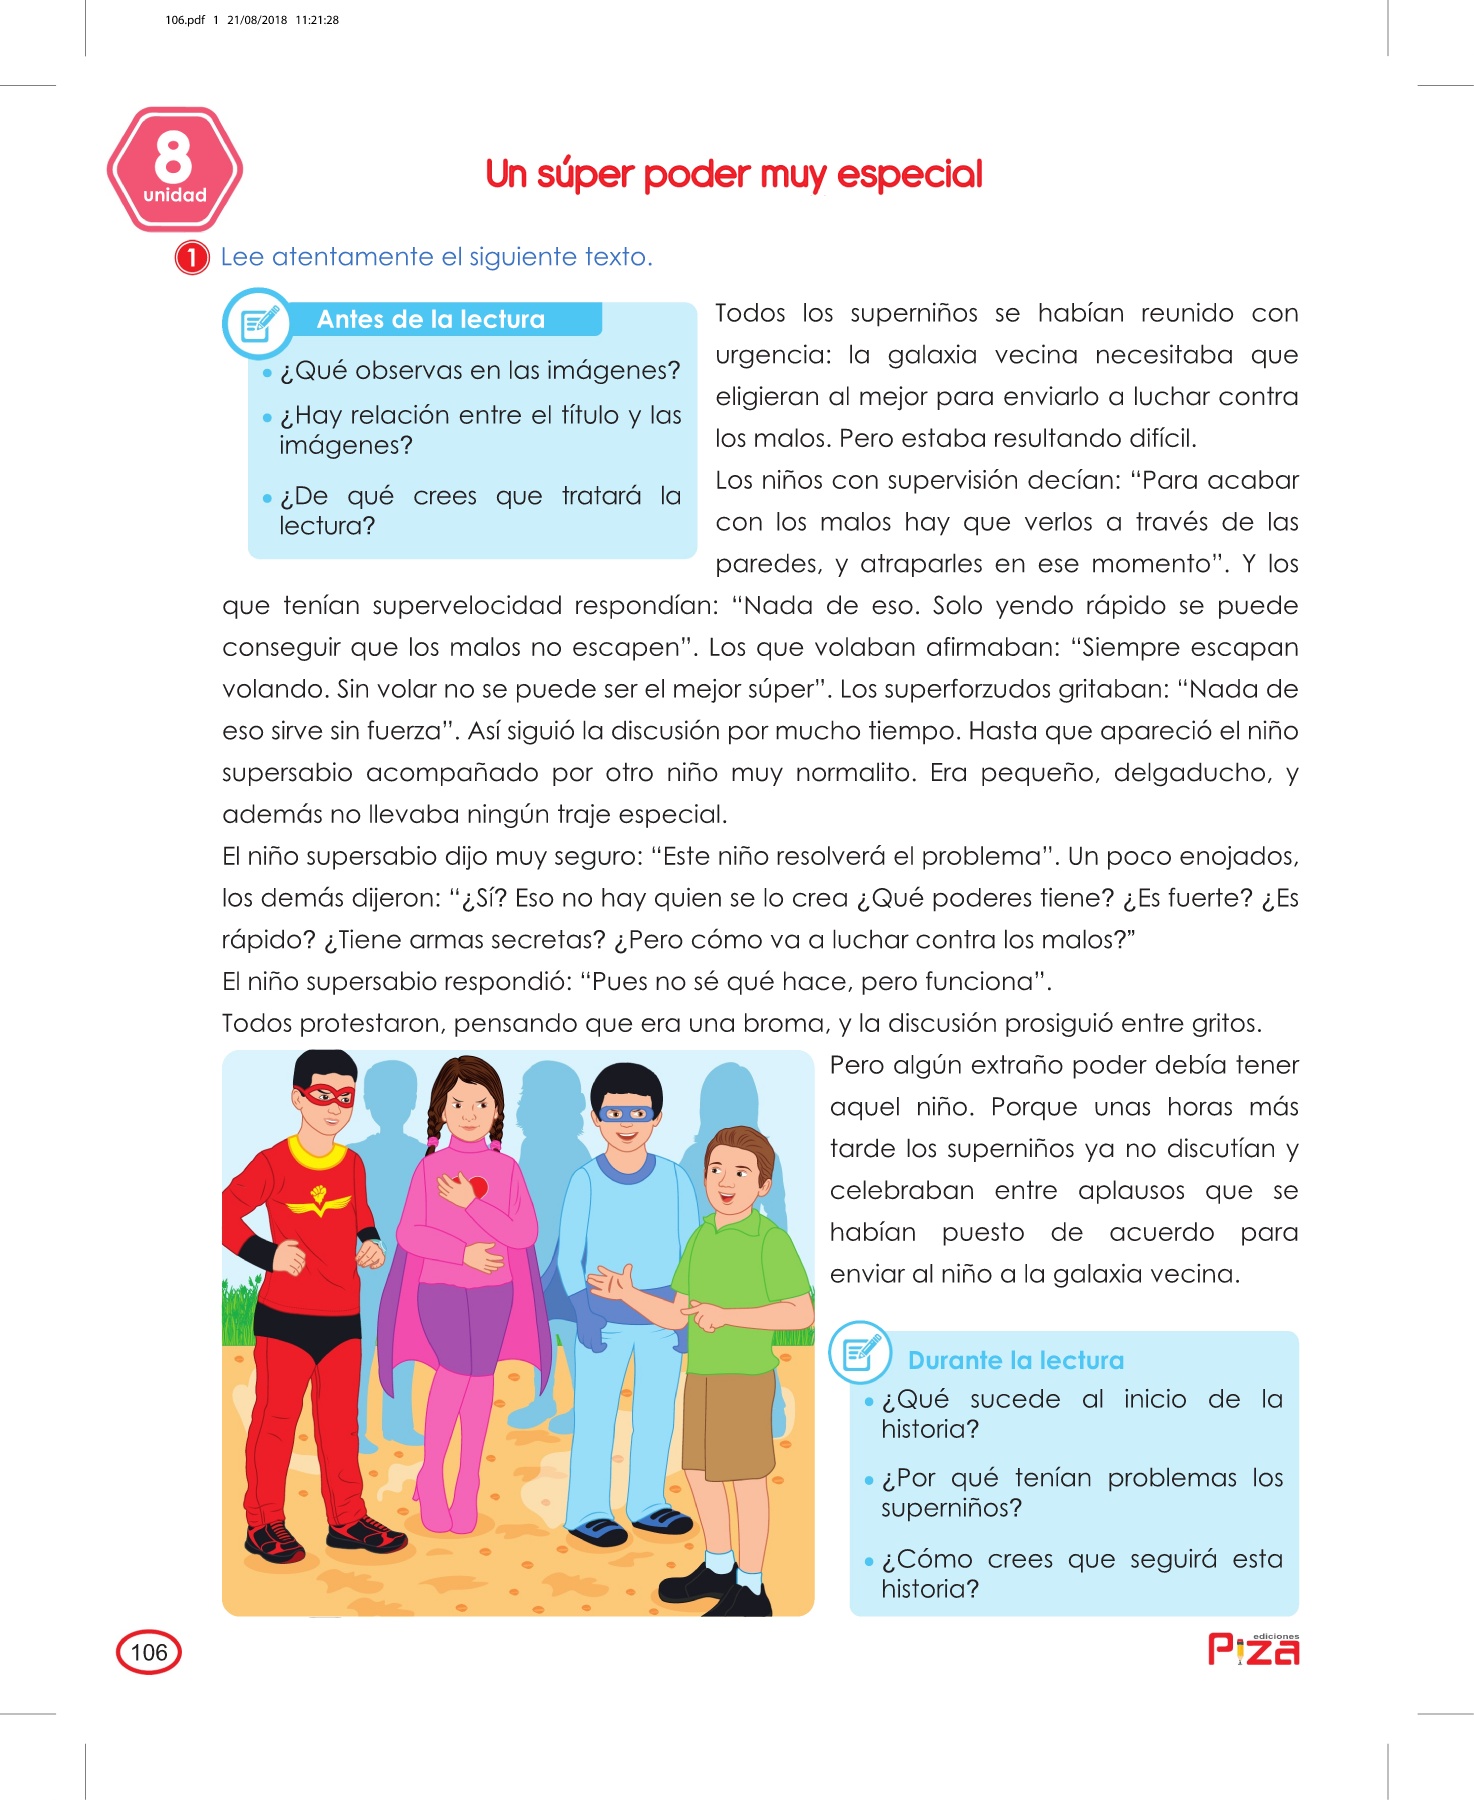 106.pdf 1 21/08/2018 11:21:28
8
unidad
Un súper poder muy especial
1 Lee atentamente el siguiente texto.
Antes de la lectura
• ¿Qué observas en las imágenes?
• ¿Hay relación entre el título y las
imágenes?
• ¿De qué crees que tratará la
lectura?
Todos los superniños se habían reunido con
urgencia: la galaxia vecina necesitaba que
eligieran al mejor para enviarlo a luchar contra
los malos. Pero estaba resultando difícil.
Los niños con supervisión decían: “Para acabar
con los malos hay que verlos a través de las
paredes, y atraparles en ese momento”. Y los
que tenían supervelocidad respondían: “Nada de eso. Solo yendo rápido se puede
conseguir que los malos no escapen”. Los que volaban afirmaban: “Siempre escapan
volando. Sin volar no se puede ser el mejor súper”. Los superforzudos gritaban: “Nada de
eso sirve sin fuerza”. Así siguió la discusión por mucho tiempo. Hasta que apareció el niño
supersabio acompañado por otro niño muy normalito. Era pequeño, delgaducho, y
además no llevaba ningún traje especial.
El niño supersabio dijo muy seguro: “Este niño resolverá el problema”. Un poco enojados,
los demás dijeron: “¿Sí? Eso no hay quien se lo crea ¿Qué poderes tiene? ¿Es fuerte? ¿Es
rápido? ¿Tiene armas secretas? ¿Pero cómo va a luchar contra los malos?”
El niño supersabio respondió: “Pues no sé qué hace, pero funciona”.
Todos protestaron, pensando que era una broma, y la discusión prosiguió entre gritos.
Pero algún extraño poder debía tener
aquel niño. Porque unas horas más
tarde los superniños ya no discutían y
celebraban entre aplausos que se
habían puesto de acuerdo para
enviar al niño a la galaxia vecina.
Durante la lectura
• ¿Qué sucede al inicio de la
historia?
• ¿Por qué tenían problemas los
superniños?
• ¿Cómo crees que seguirá esta
historia?
106
ediciones
Piza